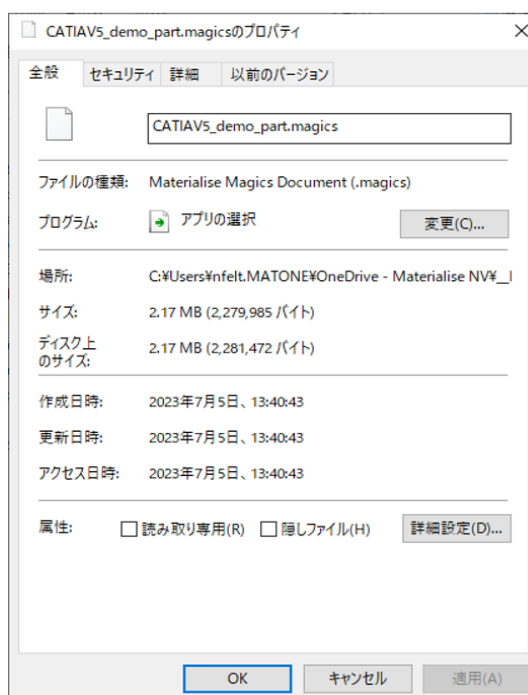 CATIAV5_demo_part.magicsのプロパティ
全般 セキュリティ 詳細 以前のバージョン
CATIAV5_demo_part.magics
ファイルの種類: Materialise Magics Document (.magics)
プログラム: アプリの選択 変更(C)...
場所: C:¥Users¥nfelt.MATONE¥OneDrive - Materialise NV¥__
サイズ: 2.17 MB (2,279,985 バイト)
ディスク上
のサイズ: 2.17 MB (2,281,472 バイト)
作成日時: 2023年7月5日、13:40:43
更新日時: 2023年7月5日、13:40:43
アクセス日時: 2023年7月5日、13:40:43
属性: 読み取り専用(R) 隠しファイル(H) 詳細設定(D)...
OK キャンセル 適用(A)